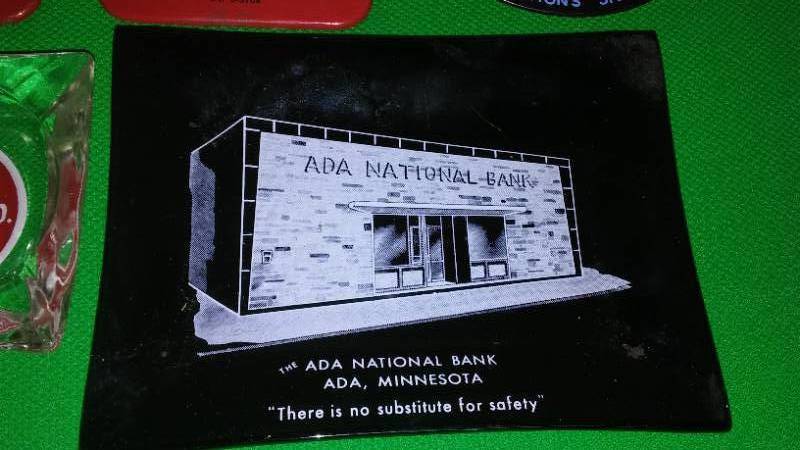 ADA NATIONAL BANK
THE ADA NATIONAL BANK
ADA, MINNESOTA
"There is no substitute for safety"